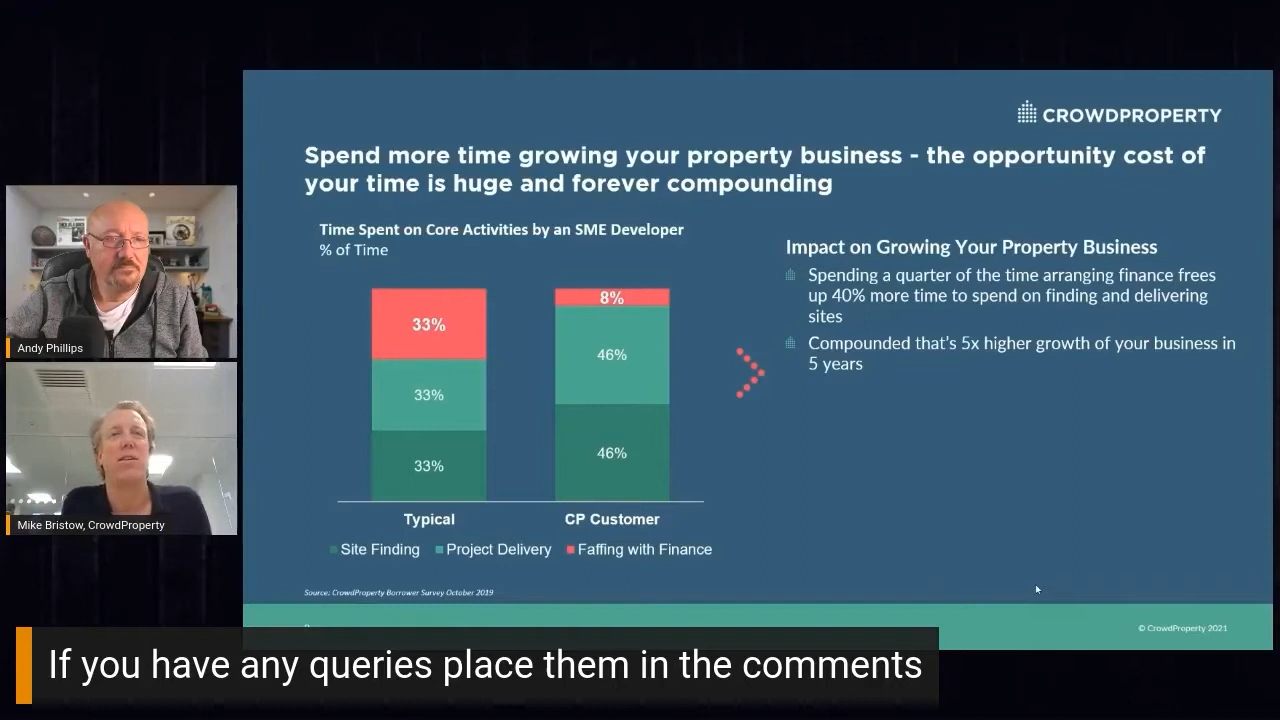 CROWDPROPERTY
Spend more time growing your property business - the opportunity cost of
your time is huge and forever compounding
Time Spent on Core Activities by an SME Developer
% of Time
33%
33%
33%
8%
46%
46%
Typical
CP Customer
Site Finding
Project Delivery
Faffing with Finance
Impact on Growing Your Property Business
Spending a quarter of the time arranging finance frees
up 40% more time to spend on finding and delivering
sites
Compounded that's 5x higher growth of your business in
5 years
Source: CrowdProperty Borrower Survey October 2019
© CrowdProperty 2021
Andy Phillips
Mike Bristow, CrowdProperty
If you have any queries place them in the comments